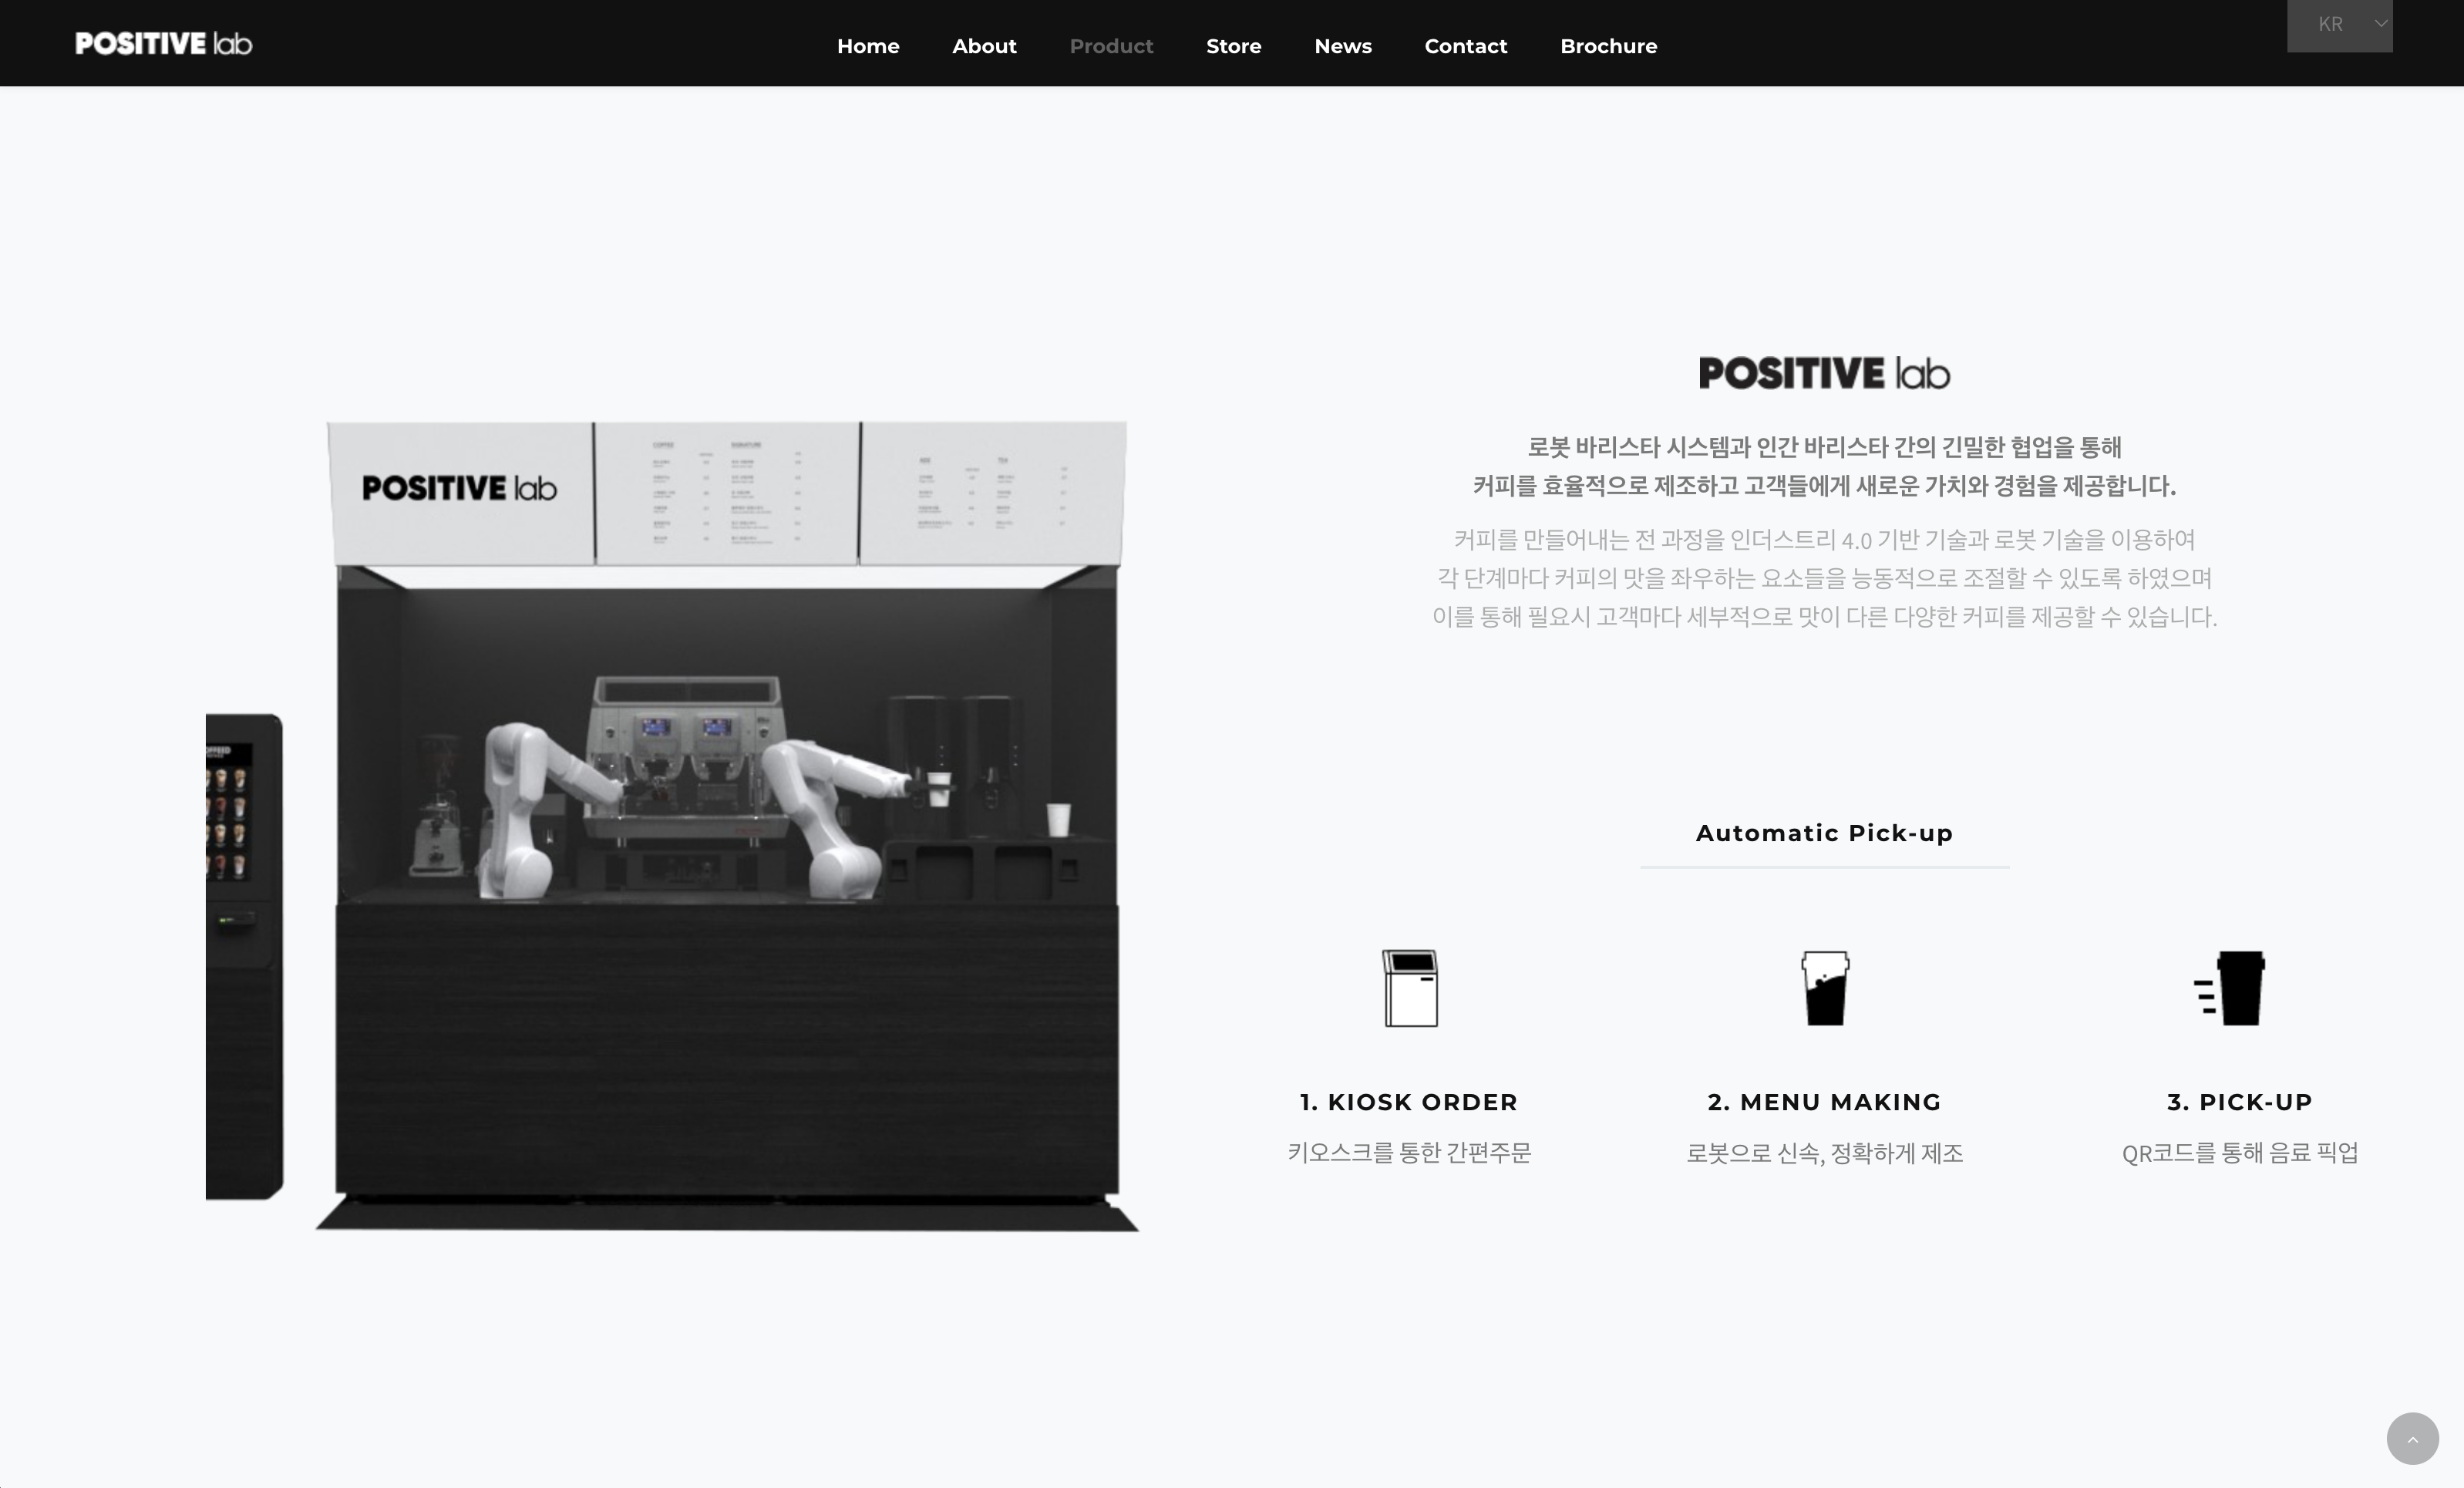 POSITIVE lab
Home
About
Product
Store
News
Contact
Brochure
KR
POSITIVE lab
로봇 바리스타 시스템과 인간 바리스타 간의 긴밀한 협업을 통해
커피를 효율적으로 제조하고 고객들에게 새로운 가치와 경험을 제공합니다.
커피를 만들어내는 전 과정을 인더스트리 4.0 기반 기술과 로봇 기술을 이용하여
각 단계마다 커피의 맛을 좌우하는 요소들을 능동적으로 조절할 수 있도록 하였으며
이를 통해 필요시 고객마다 세부적으로 맛이 다른 다양한 커피를 제공할 수 있습니다.
POSITIVE lab
COFFEE
SIGNATURE
ADE
TEA
Automatic Pick-up
1. KIOSK ORDER
키오스크를 통한 간편주문
2. MENU MAKING
로봇으로 신속, 정확하게 제조
3. PICK-UP
QR코드를 통해 음료 픽업